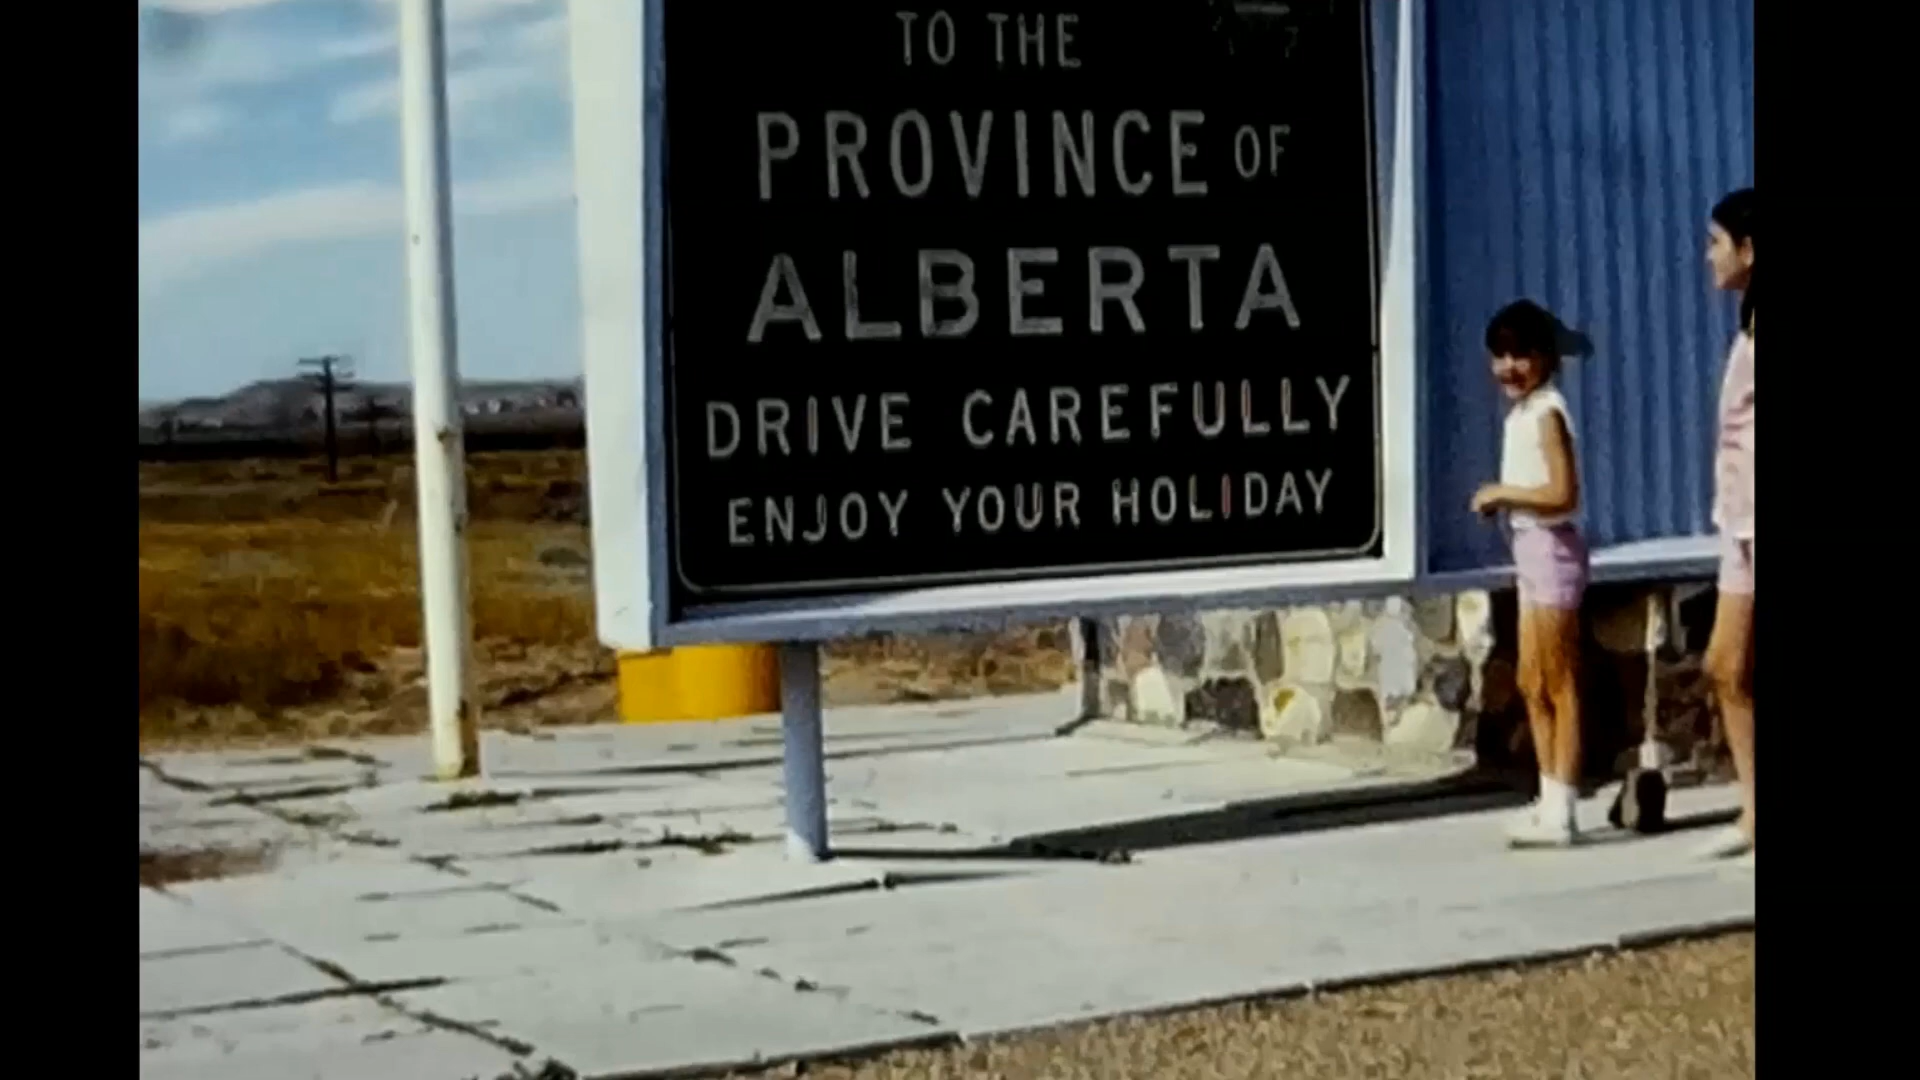 TO THE
PROVINCE OF
ALBERTA
DRIVE CAREFULLY
ENJOY YOUR HOLIDAY